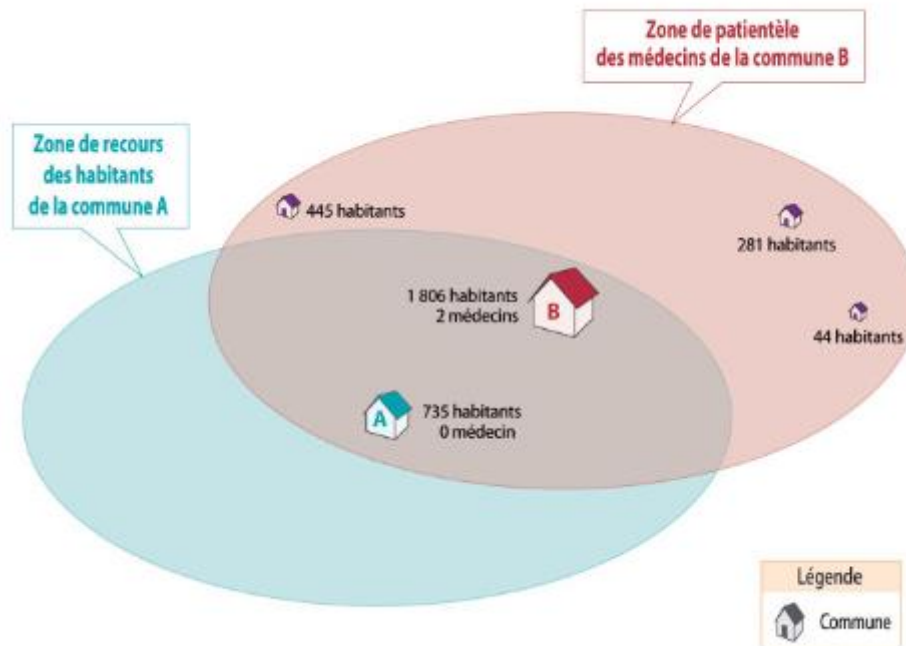 Zone de patientèle
des médecins de la commune B
Zone de recours
des habitants
de la commune A
445 habitants
281 habitants
1 806 habitants
2 médecins
B
44 habitants
A
735 habitants
0 médecin
Légende
Commune